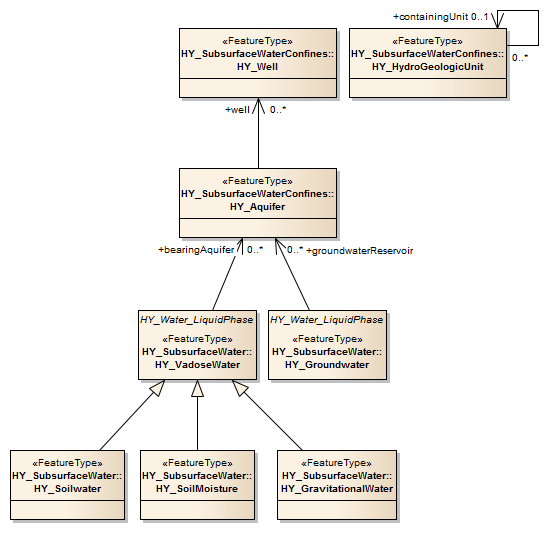 +containingUnit 0..1
«FeatureType»
HY_SubsurfaceWaterConfines::
HY_Well
«FeatureType»
HY_SubsurfaceWaterConfines::
HY_HydroGeologicUnit
0..*
+well 0..*
«FeatureType»
HY_SubsurfaceWaterConfines::
HY_Aquifer
+bearingAquifer 0..*
0..* +groundwaterReservoir
HY_Water_LiquidPhase
«FeatureType»
HY_SubsurfaceWater::
HY_VadoseWater
HY_Water_LiquidPhase
«FeatureType»
HY_SubsurfaceWater::
HY_Groundwater
«FeatureType»
HY_SubsurfaceWater::
HY_Soilwater
«FeatureType»
HY_SubsurfaceWater::
HY_SoilMoisture
«FeatureType»
HY_SubsurfaceWater::
HY_GravitationalWater